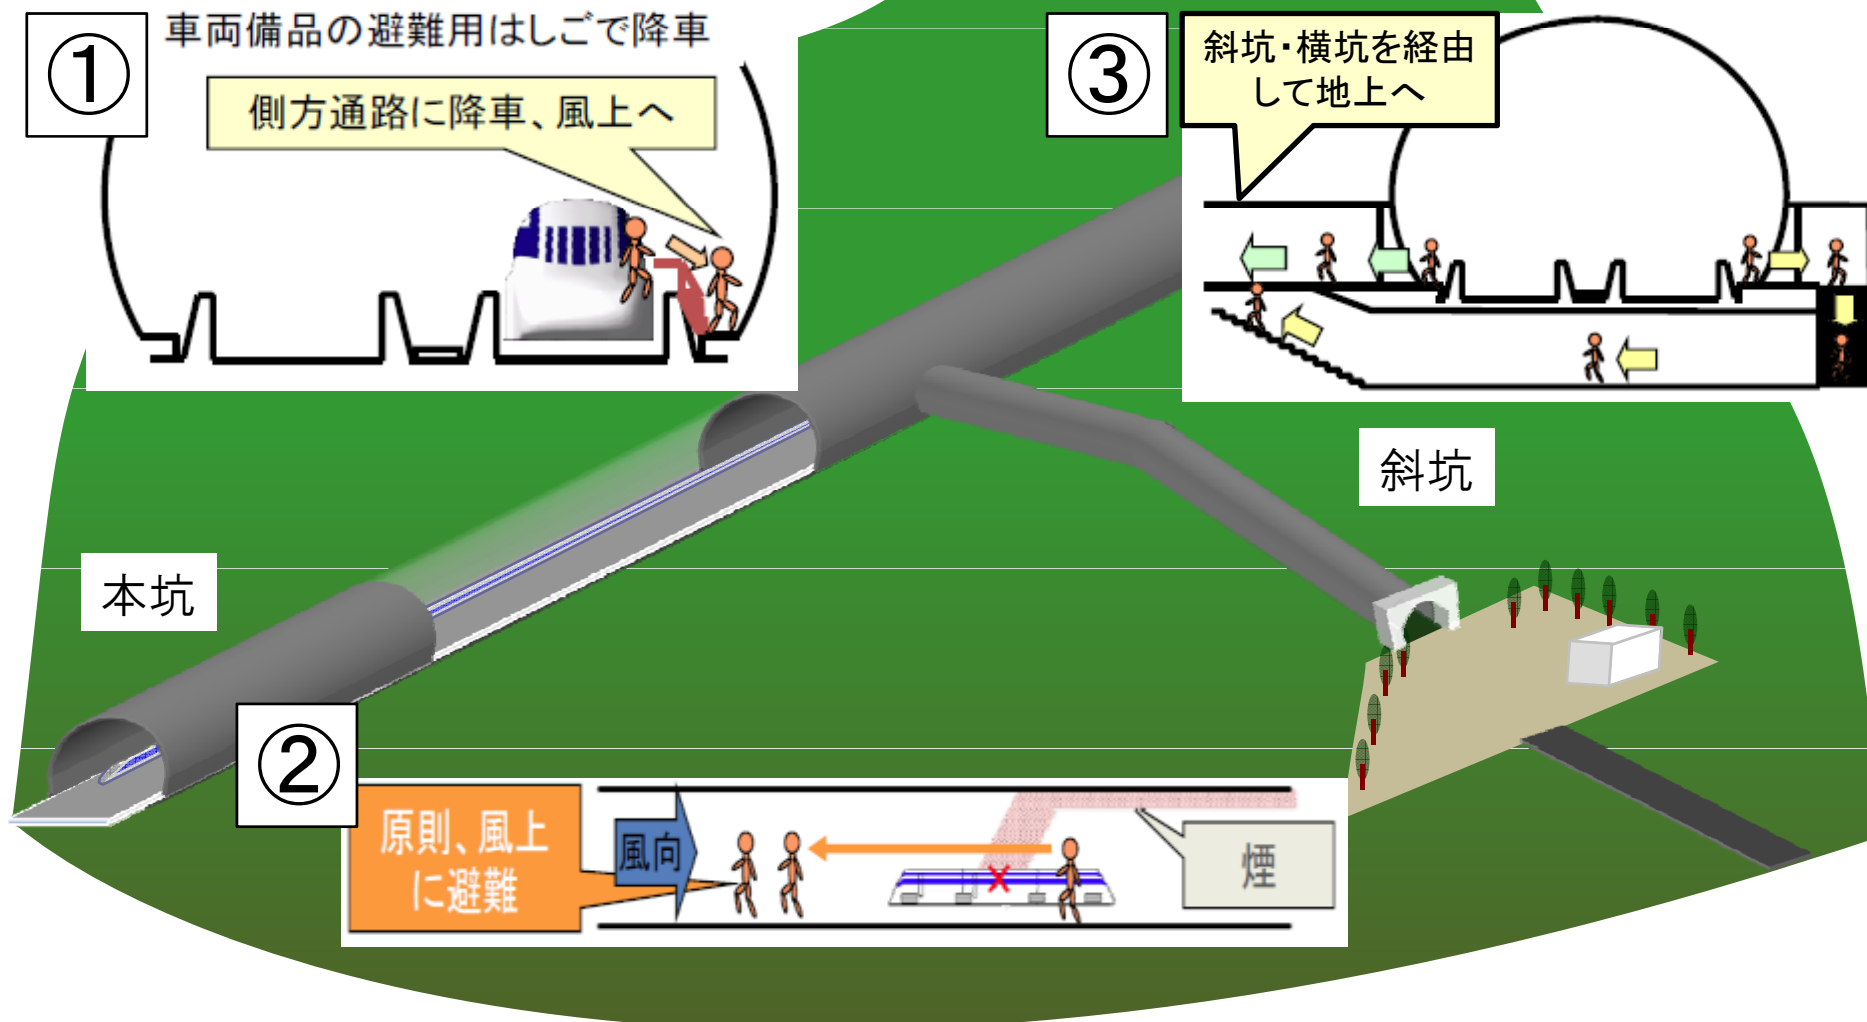 ①
車両備品の避難用はしごで降車
側方通路に降車、風上へ
③
斜坑・横坑を経由
して地上へ
斜坑
本坑
②
原則、風上
に避難
風向
煙